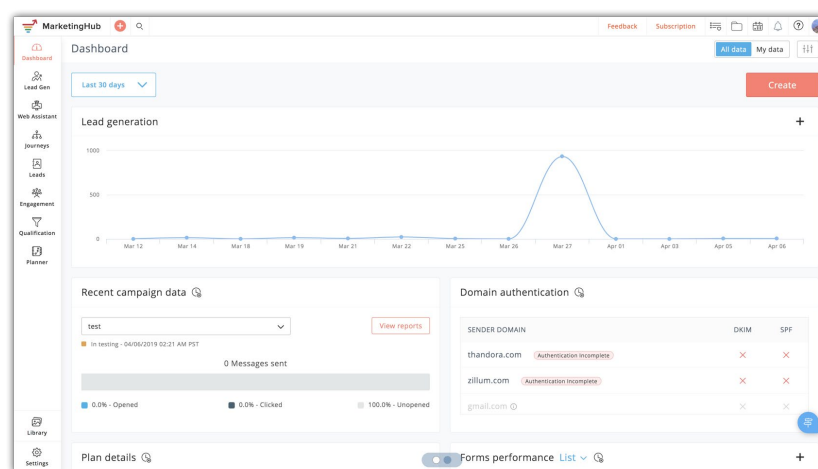 MarketingHub
Feedback Subscription
Dashboard
All data My data
Dashboard
Lead Gen
Web Assistant
Journeys
Leads
Engagement
Qualification
Planner
Library
Settings
Last 30 days
Create
Lead generation
1000
500
0
Mar 12 Mar 14 Mar 18 Mar 19 Mar 21 Mar 22 Mar 25 Mar 26 Mar 27 Apr 01 Apr 03 Apr 05 Apr 06
Recent campaign data
test
View reports
In testing - 04/06/2019 02:21 AM PST
0 Messages sent
0.0% - Opened 0.0% - Clicked 100.0% - Unopened
Domain authentication
SENDER DOMAIN DKIM SPF
thandora.com Authentication Incomplete
zillum.com Authentication Incomplete
gmail.com
Plan details
Forms performance List